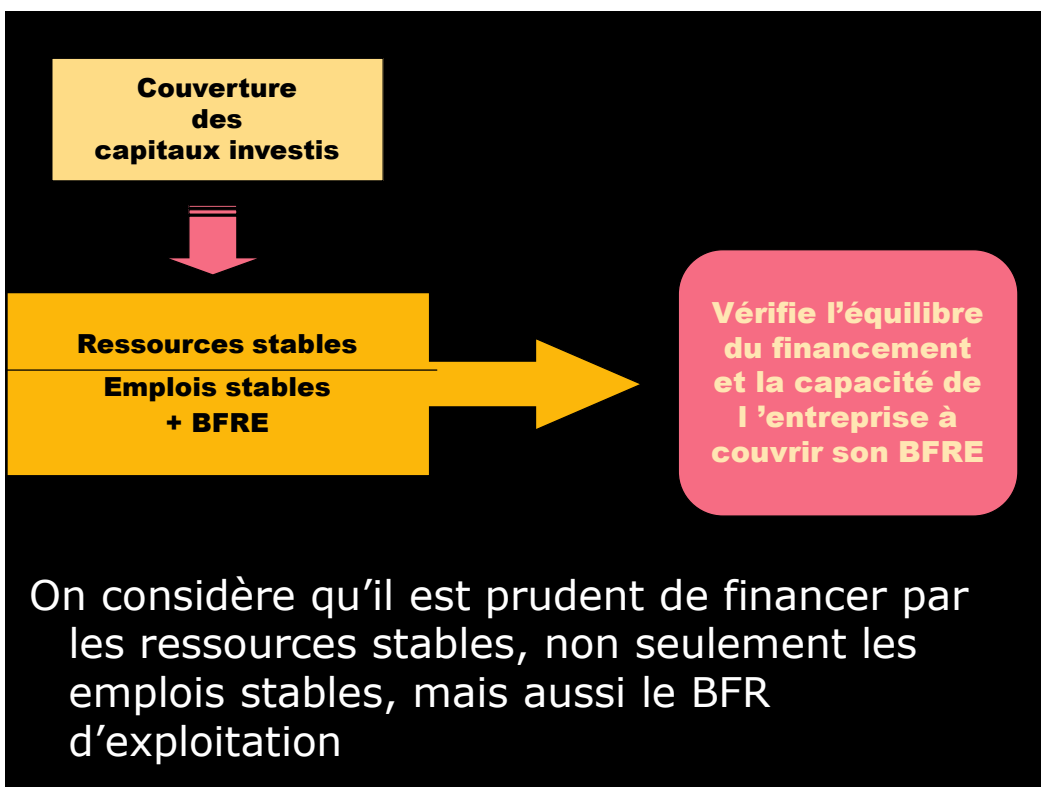 Couverture
des
capitaux investis
Ressources stables
Emplois stables
+ BFRE
Vérifie l’équilibre
du financement
et la capacité de
l ’entreprise à
couvrir son BFRE
On considère qu’il est prudent de financer par
les ressources stables, non seulement les
emplois stables, mais aussi le BFR
d’exploitation